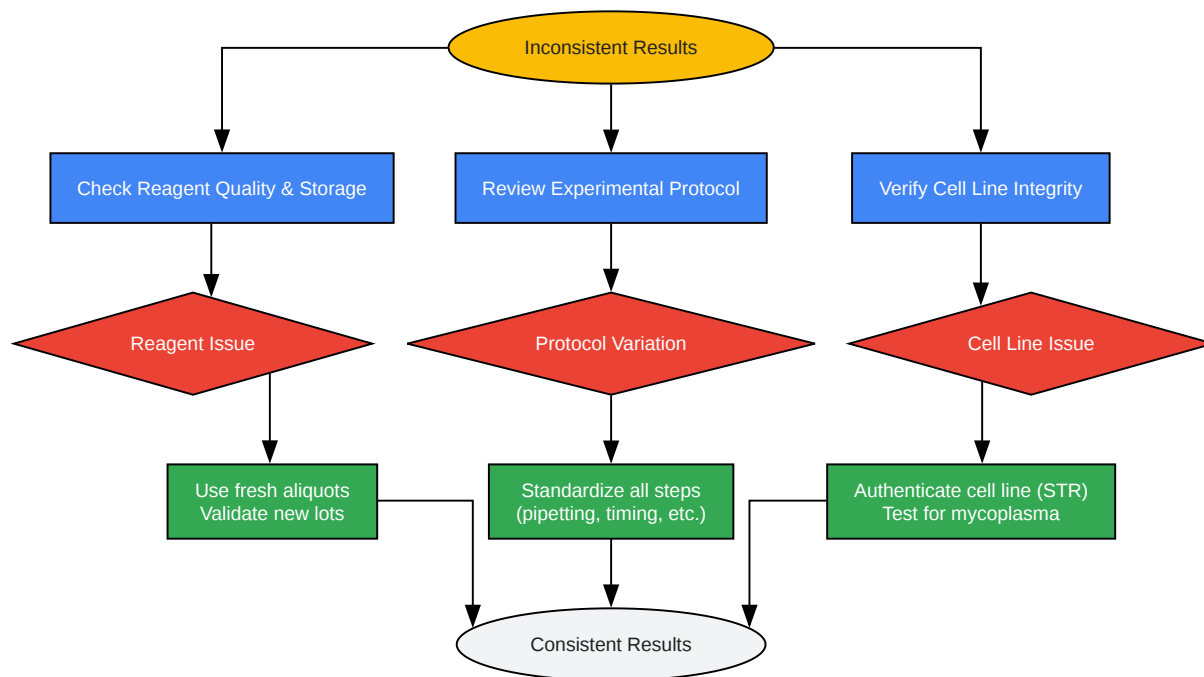 Inconsistent Results
Check Reagent Quality & Storage
Review Experimental Protocol
Verify Cell Line Integrity
Reagent Issue
Protocol Variation
Cell Line Issue
Use fresh aliquots
Validate new lots
Standardize all steps
(pipetting, timing, etc.)
Authenticate cell line (STR)
Test for mycoplasma
Consistent Results